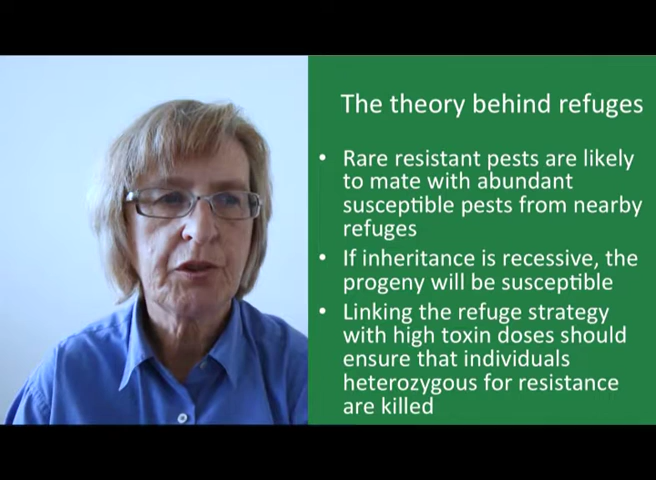 The theory behind refuges
• Rare resistant pests are likely
to mate with abundant
susceptible pests from nearby
refuges
• If inheritance is recessive, the
progeny will be susceptible
• Linking the refuge strategy
with high toxin doses should
ensure that individuals
heterozygous for resistance
are killed